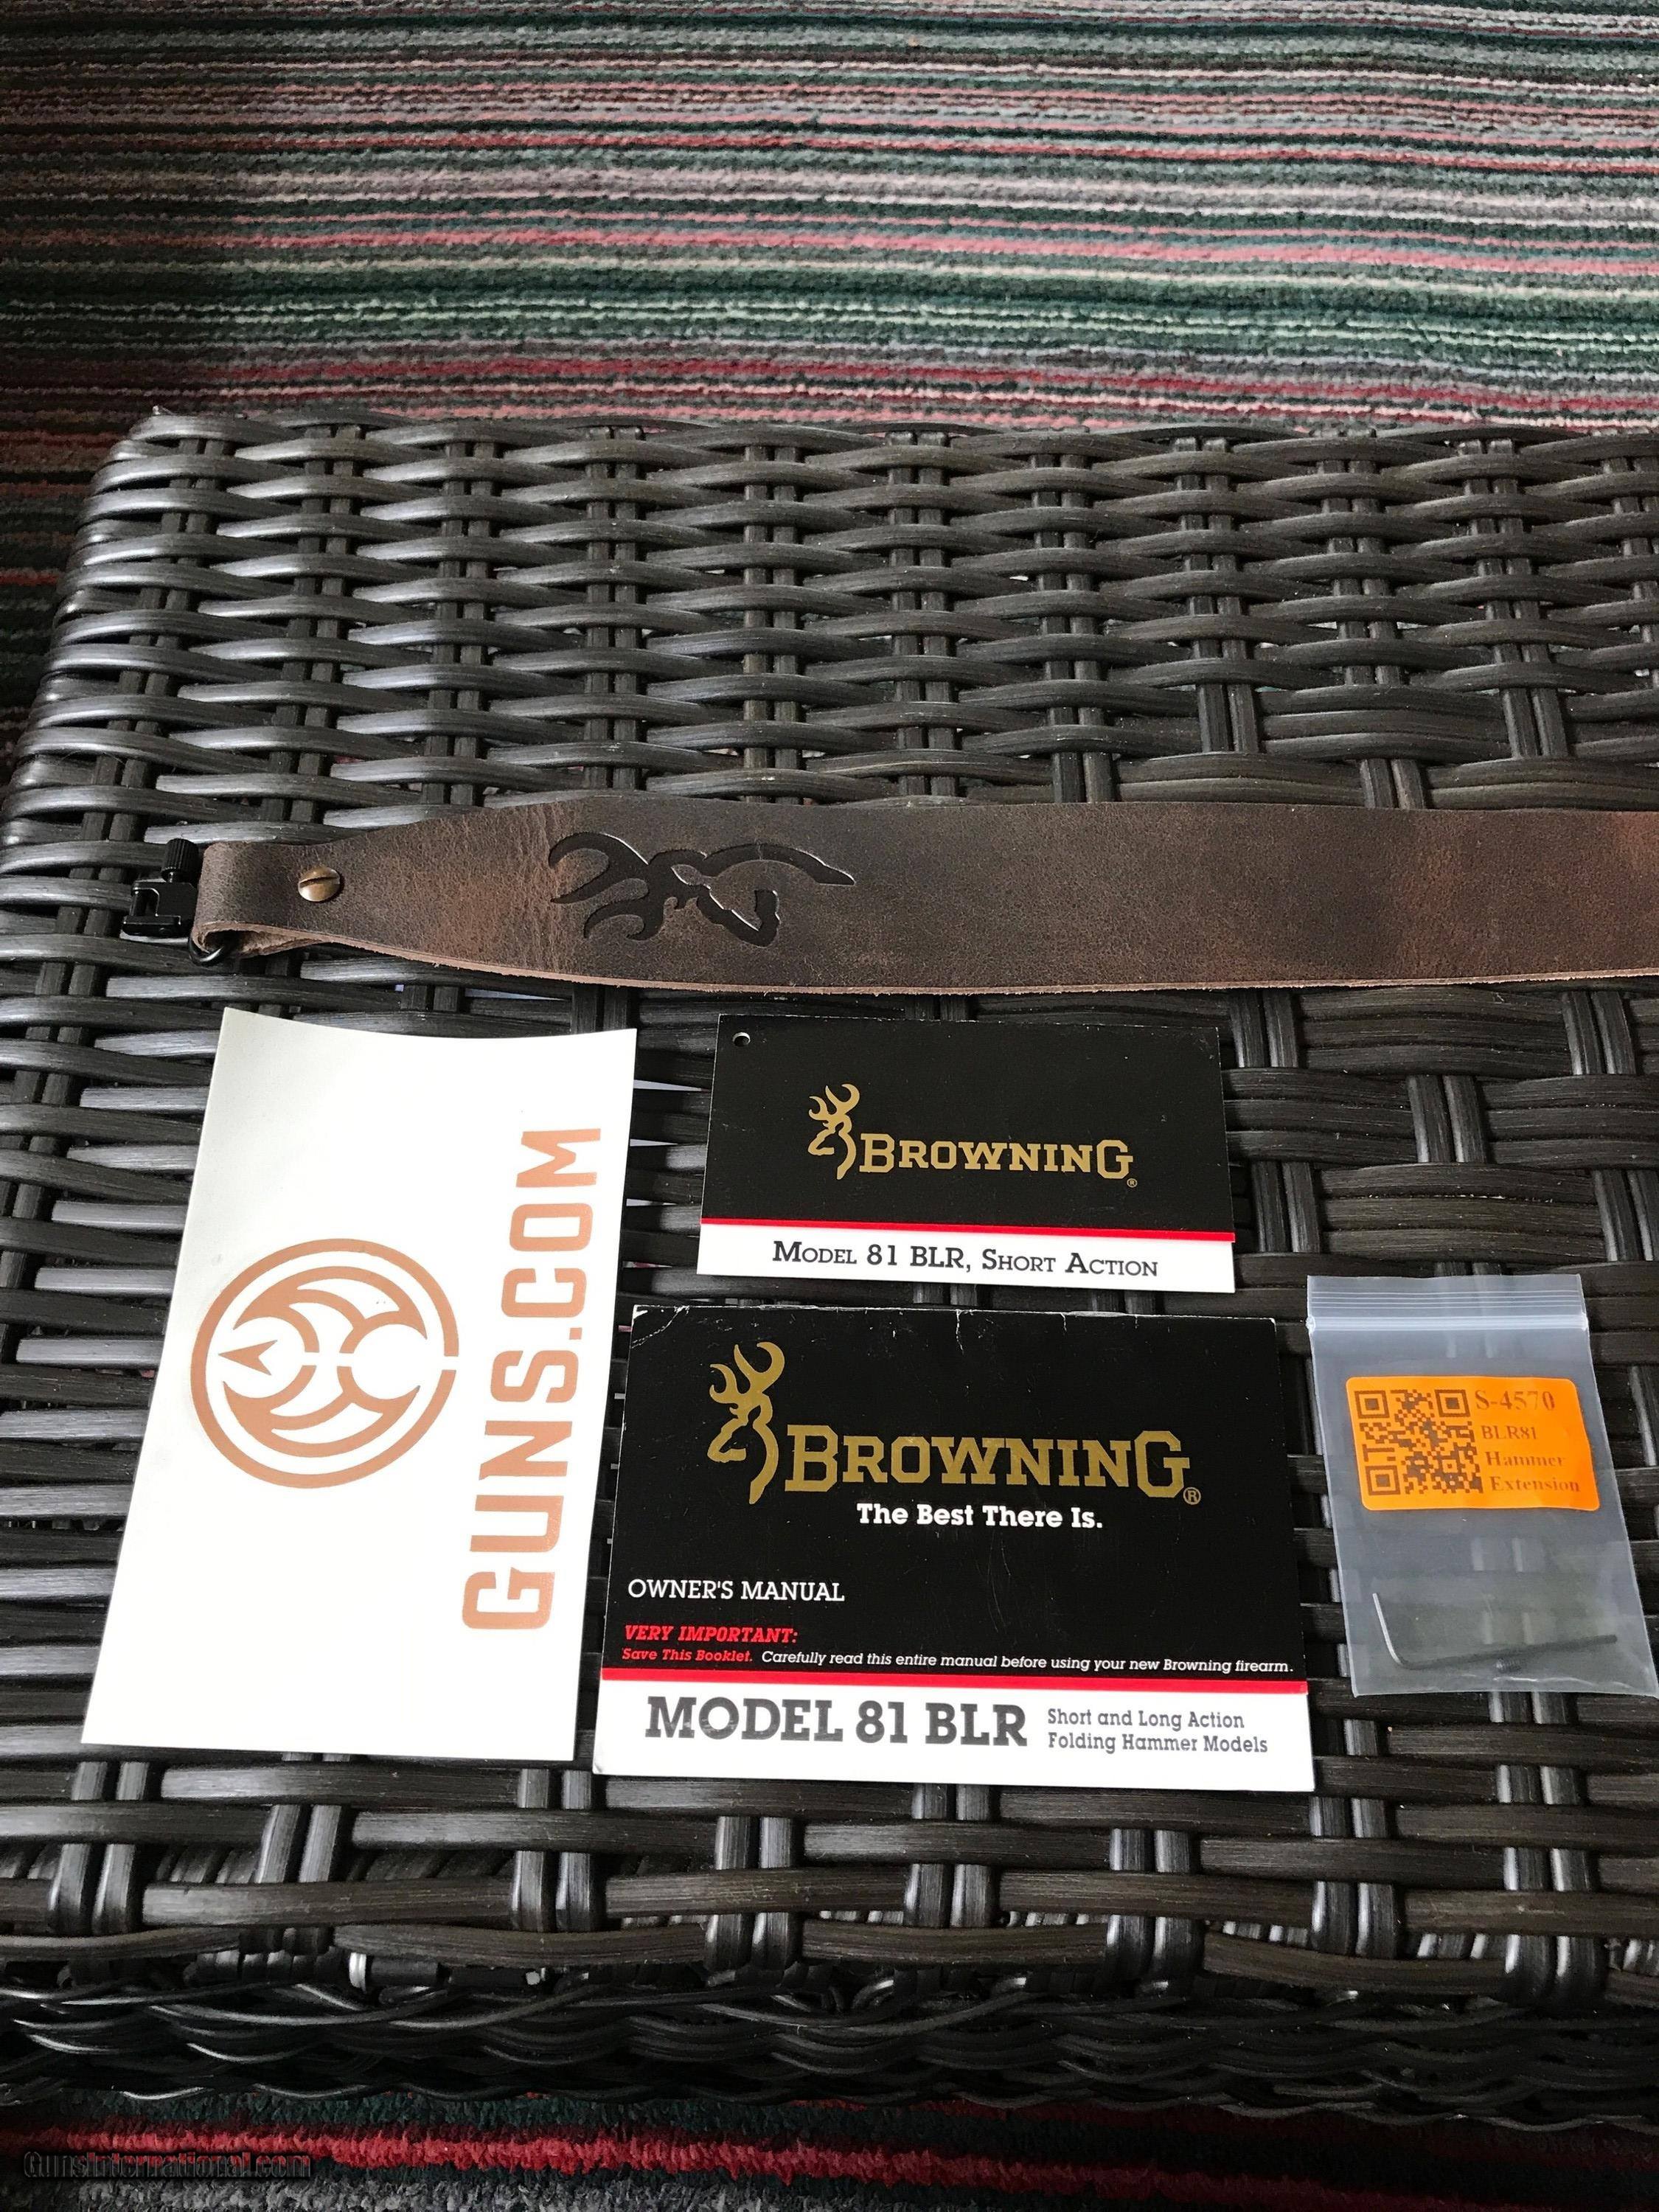 BROWNING®
MODEL 81 BLR, SHORT ACTION
GUNS.COM
BROWNING®
The Best There Is.
OWNER'S MANUAL
VERY IMPORTANT:
Save This Booklet. Carefully read this entire manual before using your new Browning firearm.
MODEL 81 BLR
Short and Long Action
Folding Hammer Models
S-4570
BLR81
Hammer
Extension
GunsInternational.com